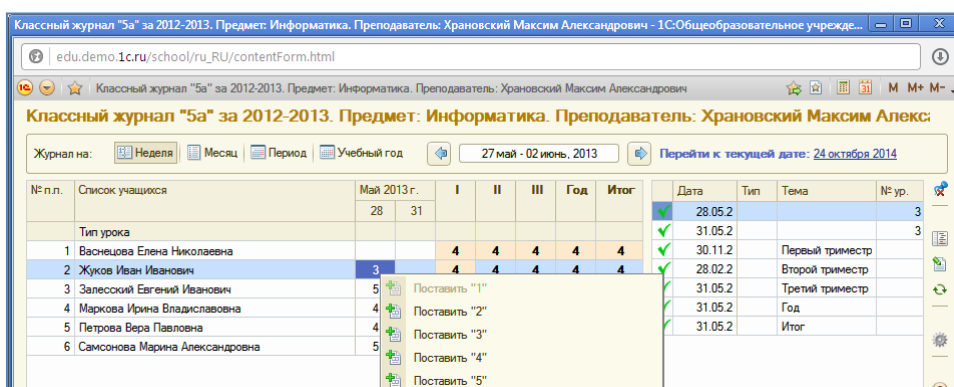 Классный журнал "5а" за 2012-2013. Предмет: Информатика. Преподаватель: Храновский Максим Александрович - 1С:Общеобразовательное учрежде...
edu.demo.1c.ru/school/ru_RU/contentForm.html
Классный журнал "5а" за 2012-2013. Предмет: Информатика. Преподаватель: Храновский Максим Александрович M M+ M-
Классный журнал "5а" за 2012-2013. Предмет: Информатика. Преподаватель: Храновский Максим Алекс
Журнал на: Неделя Месяц Период Учебный год 27 май - 02 июнь, 2013 Перейти к текущей дате: 24 октября 2014
№ п.п. Список учащихся Май 2013 г. I II III Год Итог Дата Тип Тема № ур.
28 31 28.05.2 3
Тип урока 31.05.2 3
1 Васнецова Елена Николаевна 4 4 4 4 4 30.11.2 Первый триместр
2 Жуков Иван Иванович 3 4 4 4 4 4 28.02.2 Второй триместр
3 Залесский Евгений Иванович 5 Поставить "1" 31.05.2 Третий триместр
4 Маркова Ирина Владиславовна 4 Поставить "2" 31.05.2 Год
5 Петрова Вера Павловна 4 Поставить "3" 31.05.2 Итог
6 Самсонова Марина Александровна 5 Поставить "4"
Поставить "5"